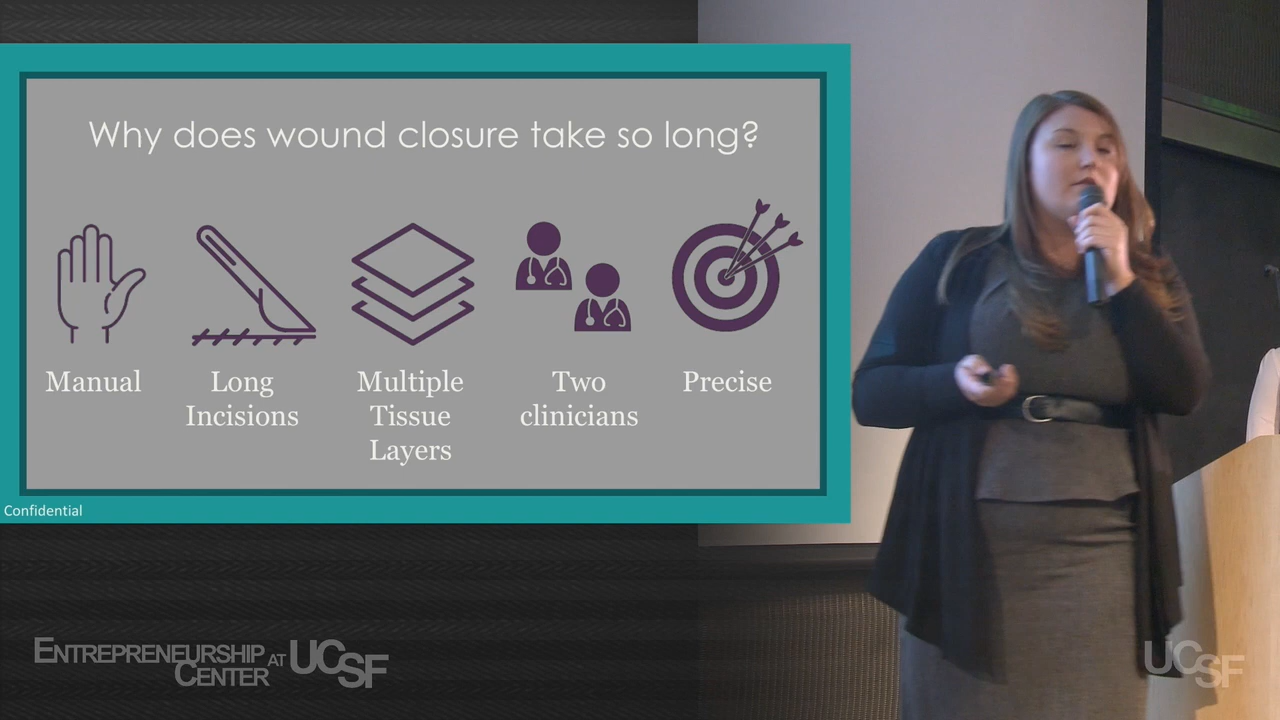 Why does wound closure take so long?
Manual
Long
Incisions
Multiple
Tissue
Layers
Two
clinicians
Precise
Confidential
ENTREPRENEURSHIP
CENTER AT UCSF
UCSF